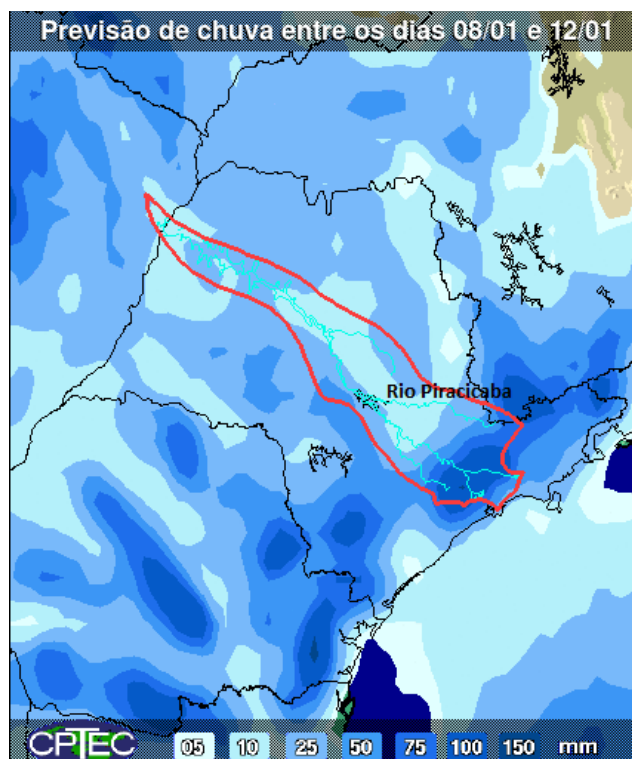 Previsão de chuva entre os dias 08/01 e 12/01
Rio Piracicaba
CPTEC 05 10 25 50 75 100 150 mm